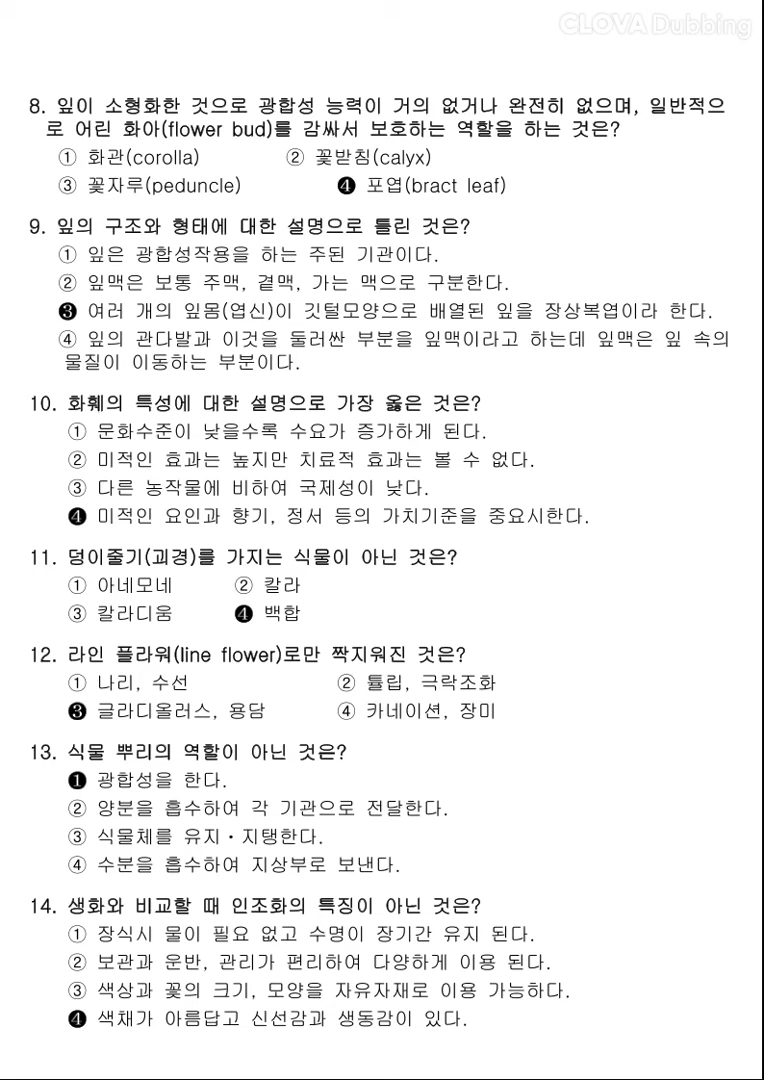 CLOVA Dubbing
8. 잎이 소형화한 것으로 광합성 능력이 거의 없거나 완전히 없으며, 일반적으
로 어린 화아(flower bud)를 감싸서 보호하는 역할을 하는 것은?
① 화관(corolla) ② 꽃받침(calyx)
③ 꽃자루(peduncle) ❹ 포엽(bract leaf)
9. 잎의 구조와 형태에 대한 설명으로 틀린 것은?
① 잎은 광합성작용을 하는 주된 기관이다.
② 잎맥은 보통 주맥, 곁맥, 가는 맥으로 구분한다.
❸ 여러 개의 잎몸(엽신)이 깃털모양으로 배열된 잎을 장상복엽이라 한다.
④ 잎의 관다발과 이것을 둘러싼 부분을 잎맥이라고 하는데 잎맥은 잎 속의
물질이 이동하는 부분이다.
10. 화훼의 특성에 대한 설명으로 가장 옳은 것은?
① 문화수준이 낮을수록 수요가 증가하게 된다.
② 미적인 효과는 높지만 치료적 효과는 볼 수 없다.
③ 다른 농작물에 비하여 국제성이 낮다.
❹ 미적인 요인과 향기, 정서 등의 가치기준을 중요시한다.
11. 덩이줄기(괴경)를 가지는 식물이 아닌 것은?
① 아네모네 ② 칼라
③ 칼라디움 ❹ 백합
12. 라인 플라워(line flower)로만 짝지워진 것은?
① 나리, 수선 ② 튤립, 극락조화
❸ 글라디올러스, 용담 ④ 카네이션, 장미
13. 식물 뿌리의 역할이 아닌 것은?
❶ 광합성을 한다.
② 양분을 흡수하여 각 기관으로 전달한다.
③ 식물체를 유지・지탱한다.
④ 수분을 흡수하여 지상부로 보낸다.
14. 생화와 비교할 때 인조화의 특징이 아닌 것은?
① 장식시 물이 필요 없고 수명이 장기간 유지 된다.
② 보관과 운반, 관리가 편리하여 다양하게 이용 된다.
③ 색상과 꽃의 크기, 모양을 자유자재로 이용 가능하다.
❹ 색채가 아름답고 신선감과 생동감이 있다.